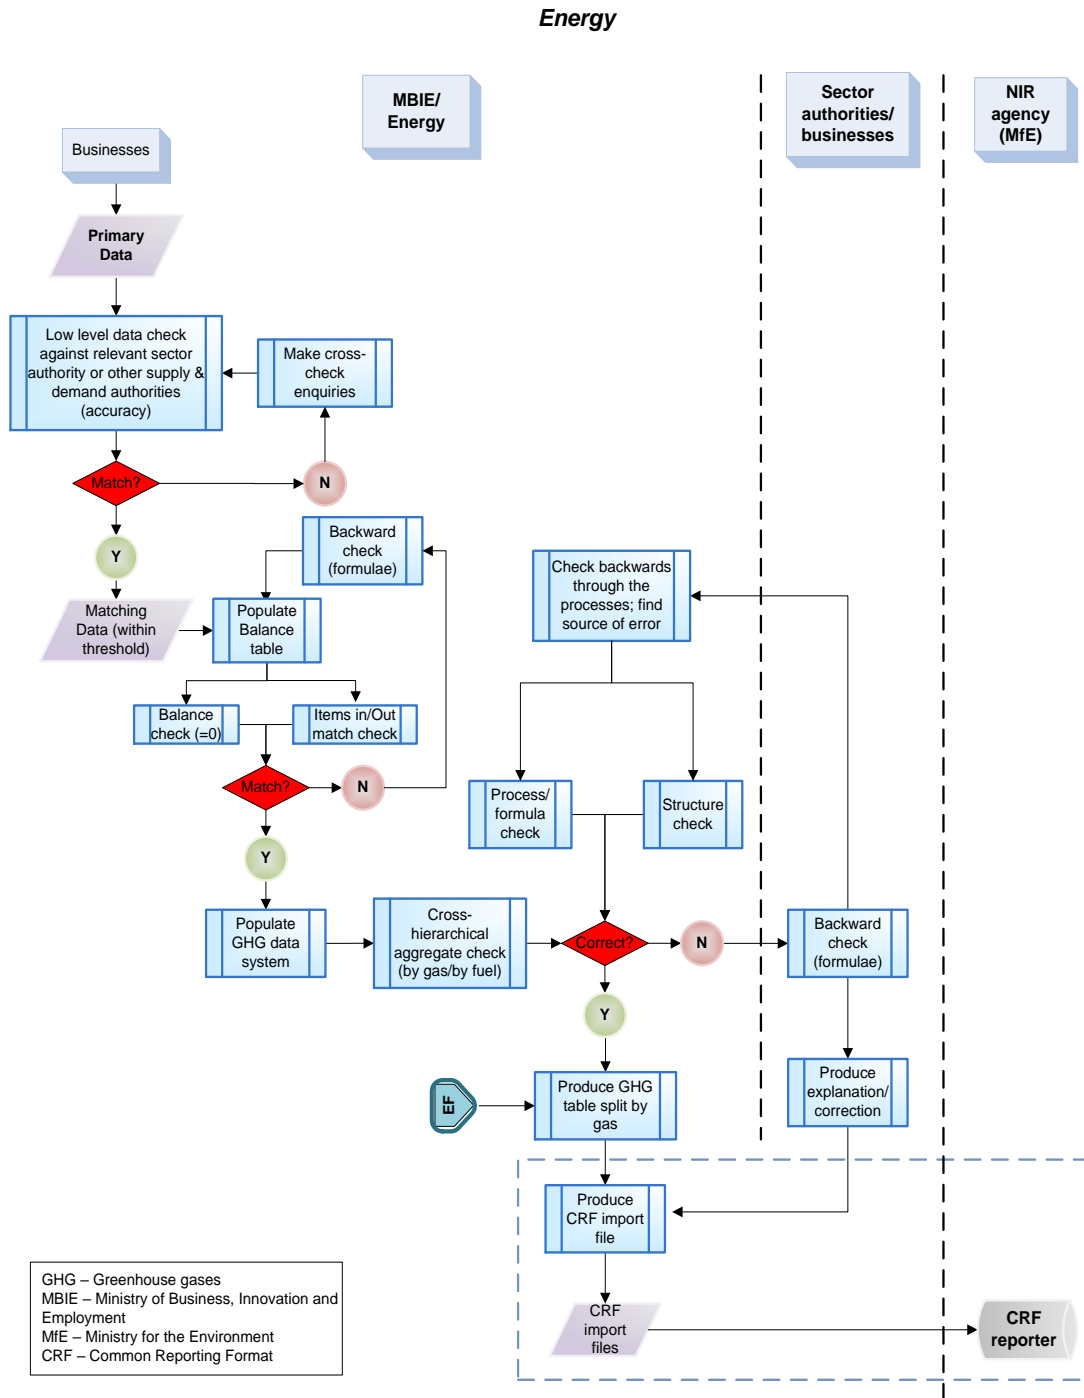 Energy
MBIE/
Energy
Sector
authorities/
businesses
NIR
agency
(MfE)
Businesses
Primary
Data
Low level data check
against relevant sector
authority or other supply &
demand authorities
(accuracy)
Make cross-
check
enquiries
Match?
N
Y
Backward
check
(formulae)
Matching
Data (within
threshold)
Populate
Balance
table
Check backwards
through the
processes; find
source of error
Balance
check (=0)
Items in/Out
match check
Match?
N
Process/
formula
check
Structure
check
Y
Populate
GHG data
system
Cross-
hierarchical
aggregate check
(by gas/by fuel)
Correct?
N
Backward
check
(formulae)
Y
EF
Produce GHG
table split by
gas
Produce
explanation/
correction
Produce
CRF import
file
CRF
import
files
CRF
reporter
GHG – Greenhouse gases
MBIE – Ministry of Business, Innovation and
Employment
MfE – Ministry for the Environment
CRF – Common Reporting Format